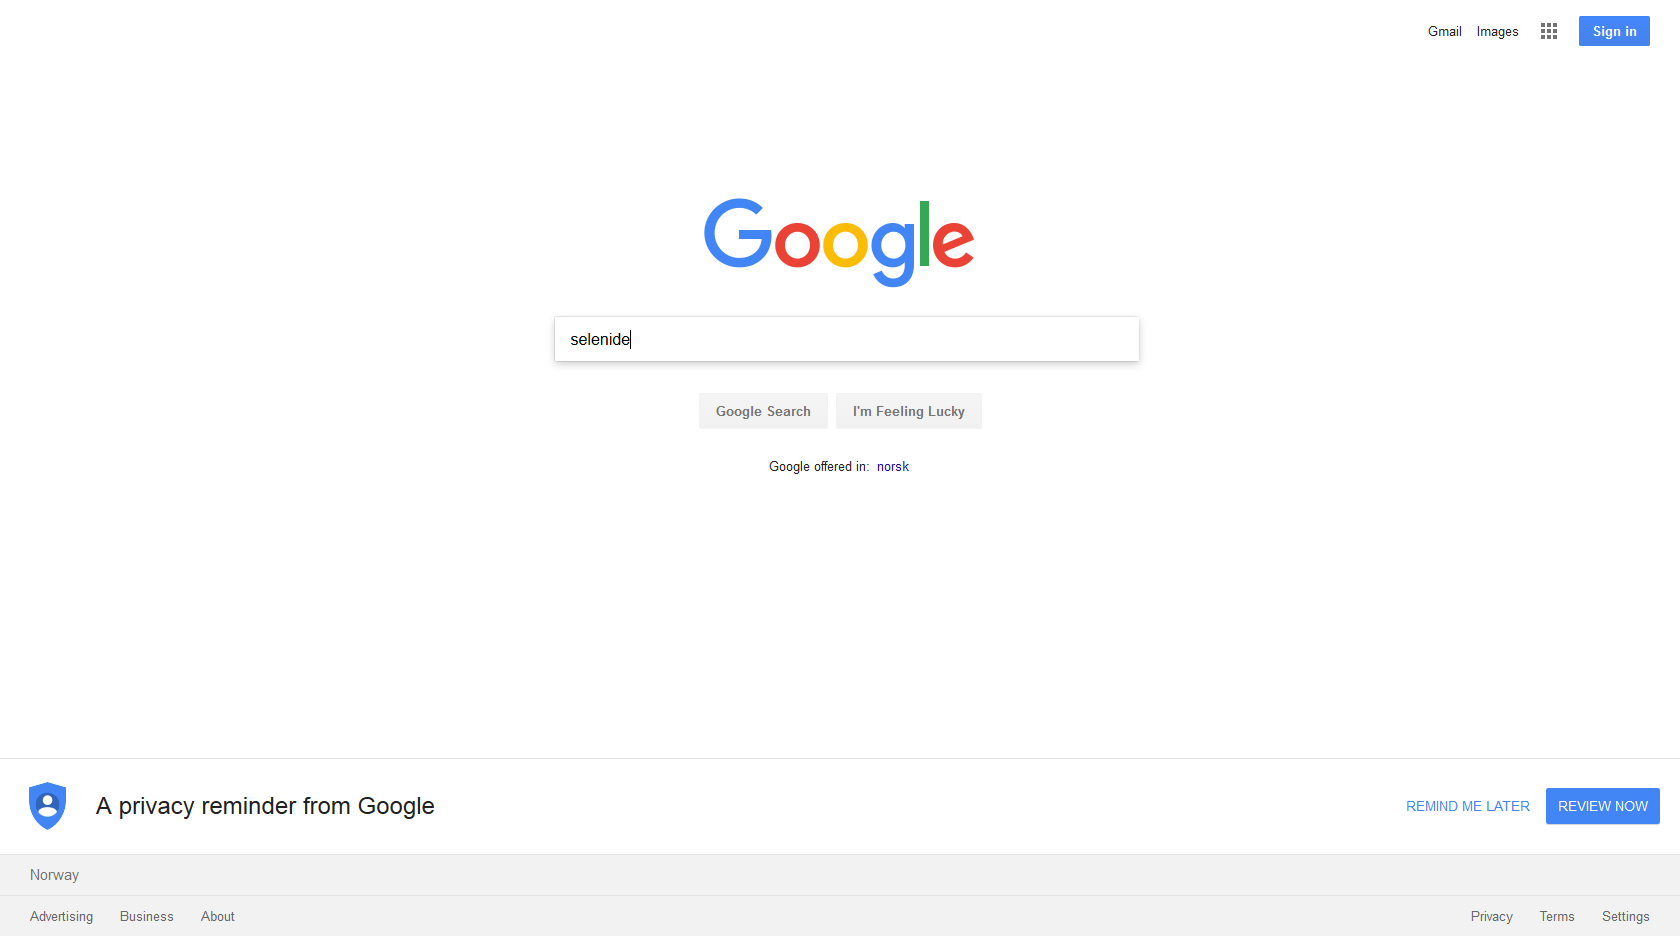 Gmail Images Sign in
Google
selenide
Google Search I'm Feeling Lucky
Google offered in: norsk
A privacy reminder from Google REMIND ME LATER REVIEW NOW
Norway
Advertising Business About Privacy Terms Settings